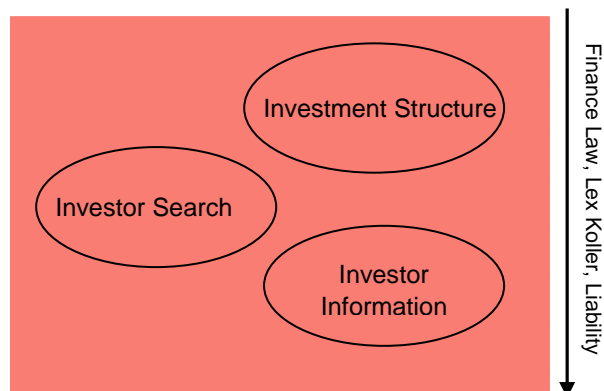 Investment Structure
Investor Search
Investor
Information
Finance Law, Lex Koller, Liability